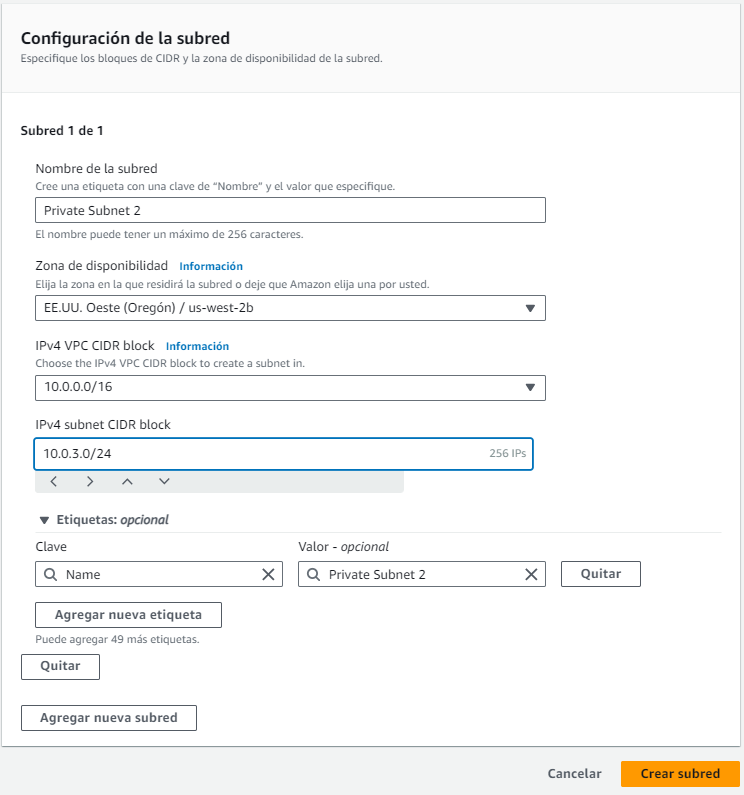 Configuración de la subred
Especifique los bloques de CIDR y la zona de disponibilidad de la subred.
Subred 1 de 1
Nombre de la subred
Cree una etiqueta con una clave de "Nombre" y el valor que especifique.
Private Subnet 2
El nombre puede tener un máximo de 256 caracteres.
Zona de disponibilidad Información
Elija la zona en la que residirá la subred o deje que Amazon elija una por usted.
EE.UU. Oeste (Oregón) / us-west-2b
IPv4 VPC CIDR block Información
Choose the IPv4 VPC CIDR block to create a subnet in.
10.0.0.0/16
IPv4 subnet CIDR block
10.0.3.0/24 256 IPs
Etiquetas: opcional
Clave Valor - opcional
Name Private Subnet 2 Quitar
Agregar nueva etiqueta
Puede agregar 49 más etiquetas.
Quitar
Agregar nueva subred
Cancelar Crear subred